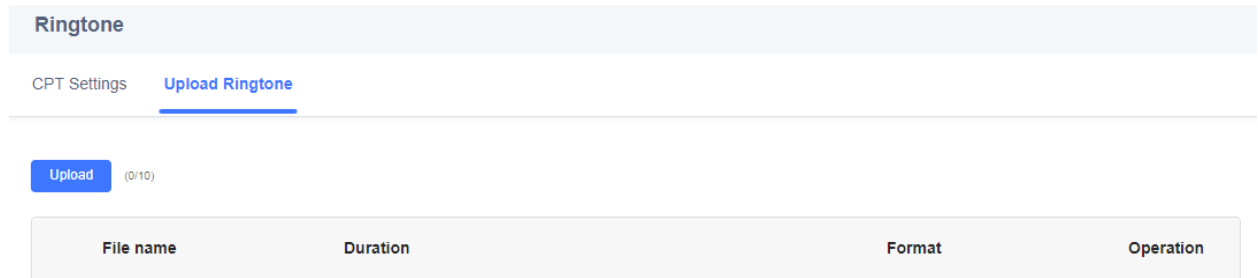 Ringtone
CPT Settings Upload Ringtone
Upload (0/10)
File name Duration Format Operation